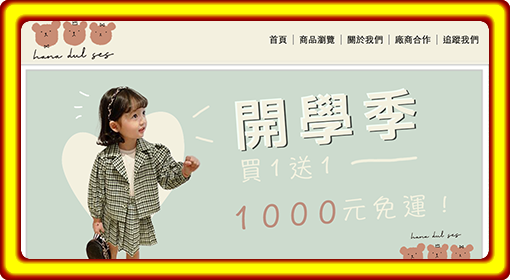 hana dul ses
首頁 | 商品瀏覽 | 關於我們 | 廠商合作 | 追蹤我們
開學季
買1送1
1000元免運！
hana dul ses